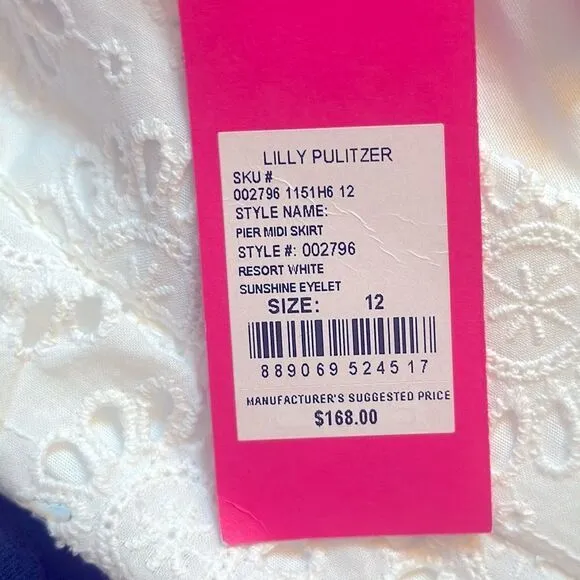 LILLY PULITZER
SKU #
002796 1151H6 12
STYLE NAME:
PIER MIDI SKIRT
STYLE #: 002796
RESORT WHITE
SUNSHINE EYELET
SIZE: 12
889069 524517
MANUFACTURER'S SUGGESTED PRICE
$168.00